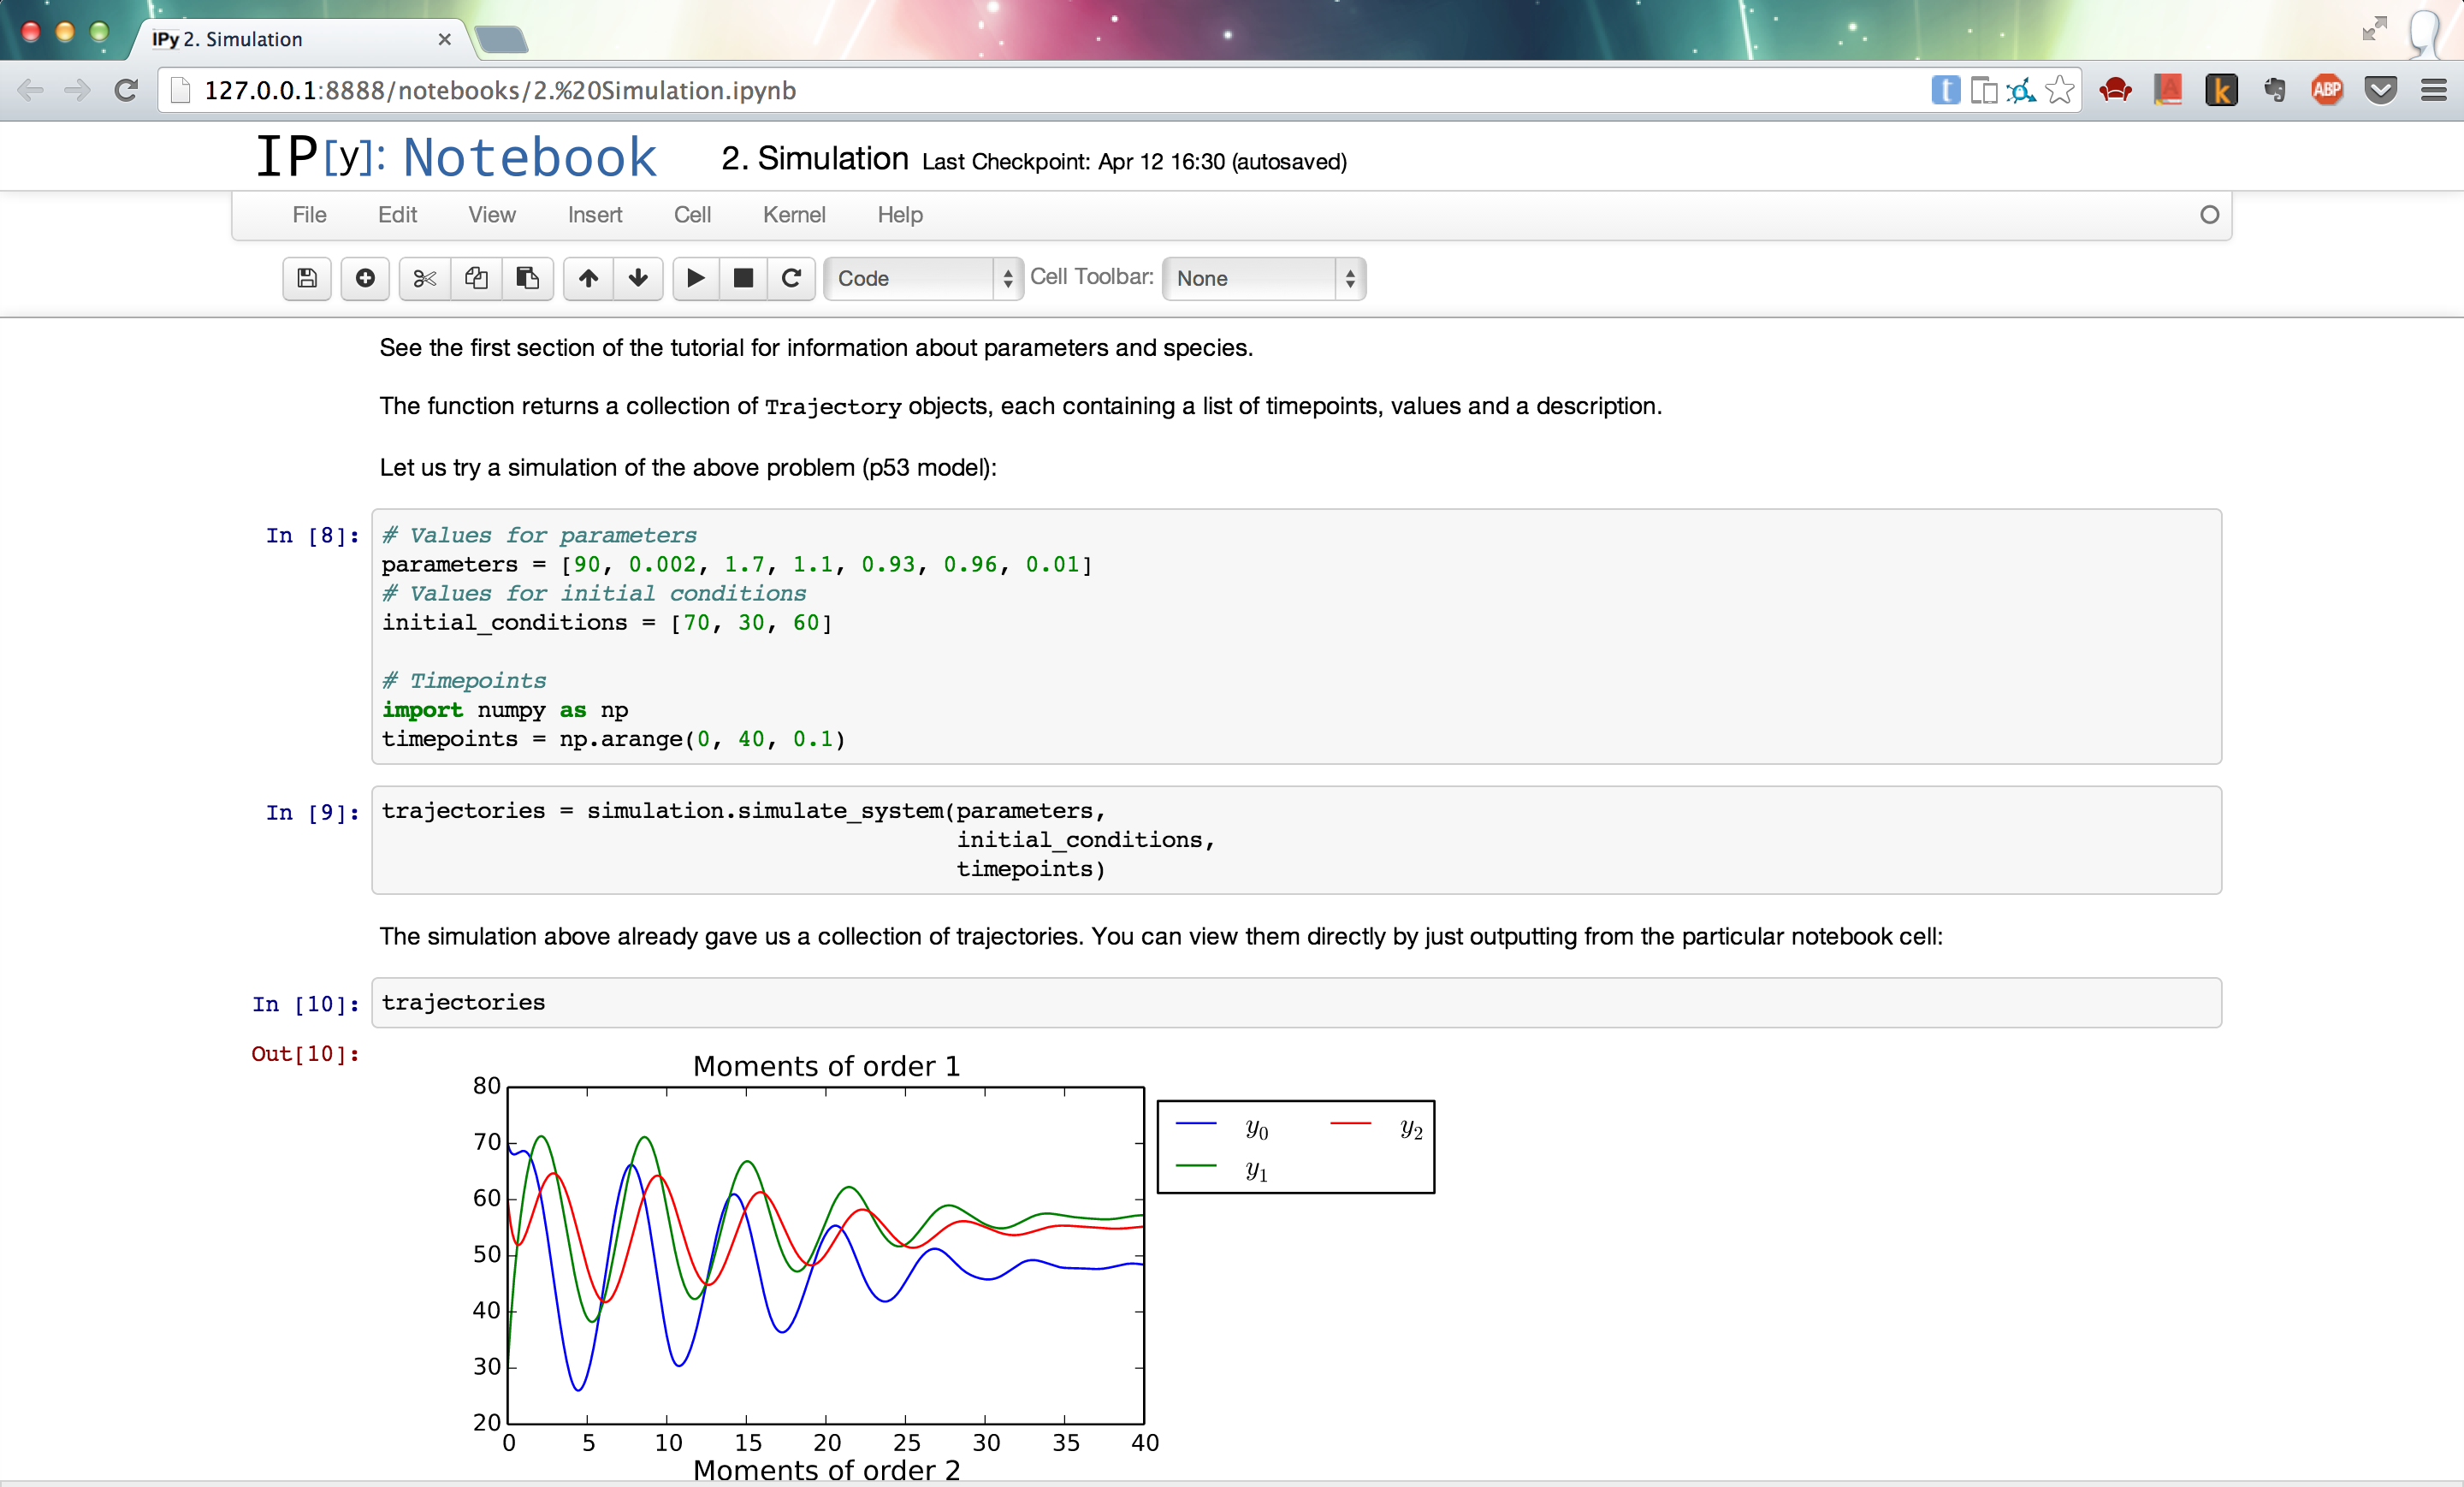 IPy 2. Simulation
127.0.0.1:8888/notebooks/2.%20Simulation.ipynb
t
A
k
ABP
IP[y]: Notebook 2. Simulation Last Checkpoint: Apr 12 16:30 (autosaved)
File Edit View Insert Cell Kernel Help
Code Cell Toolbar: None
See the first section of the tutorial for information about parameters and species.
The function returns a collection of Trajectory objects, each containing a list of timepoints, values and a description.
Let us try a simulation of the above problem (p53 model):
In [8]:
# Values for parameters
parameters = [90, 0.002, 1.7, 1.1, 0.93, 0.96, 0.01]
# Values for initial conditions
initial_conditions = [70, 30, 60]
# Timepoints
import numpy as np
timepoints = np.arange(0, 40, 0.1)
In [9]:
trajectories = simulation.simulate_system(parameters,
initial_conditions,
timepoints)
The simulation above already gave us a collection of trajectories. You can view them directly by just outputting from the particular notebook cell:
In [10]:
trajectories
Out[10]:
Moments of order 1
80
70
60
50
40
30
20
0 5 10 15 20 25 30 35 40
y0 y2
y1
Moments of order 2